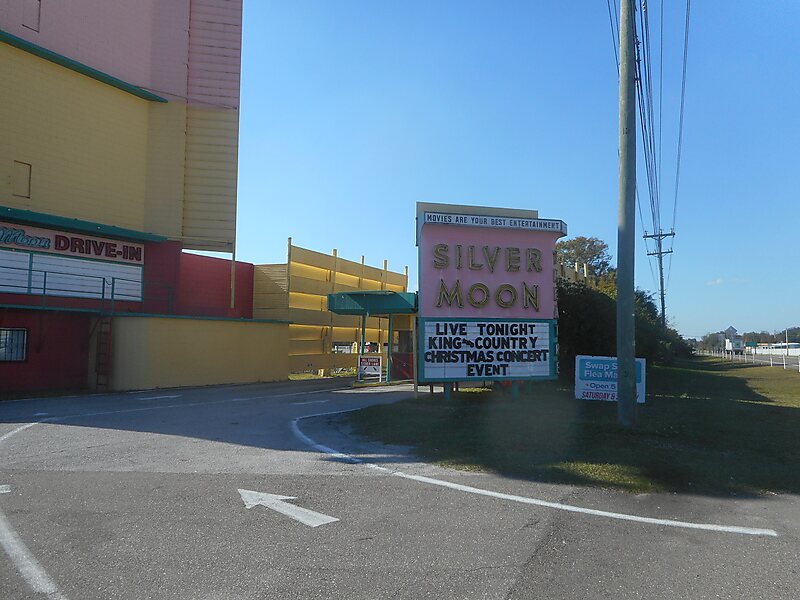 Moon DRIVE-IN
MOVIES ARE YOUR BEST ENTERTAINMENT
SILVER
MOON
LIVE TONIGHT
KING COUNTRY
CHRISTMAS CONCERT
EVENT
Swap
Flea
Open
SATURDAY &